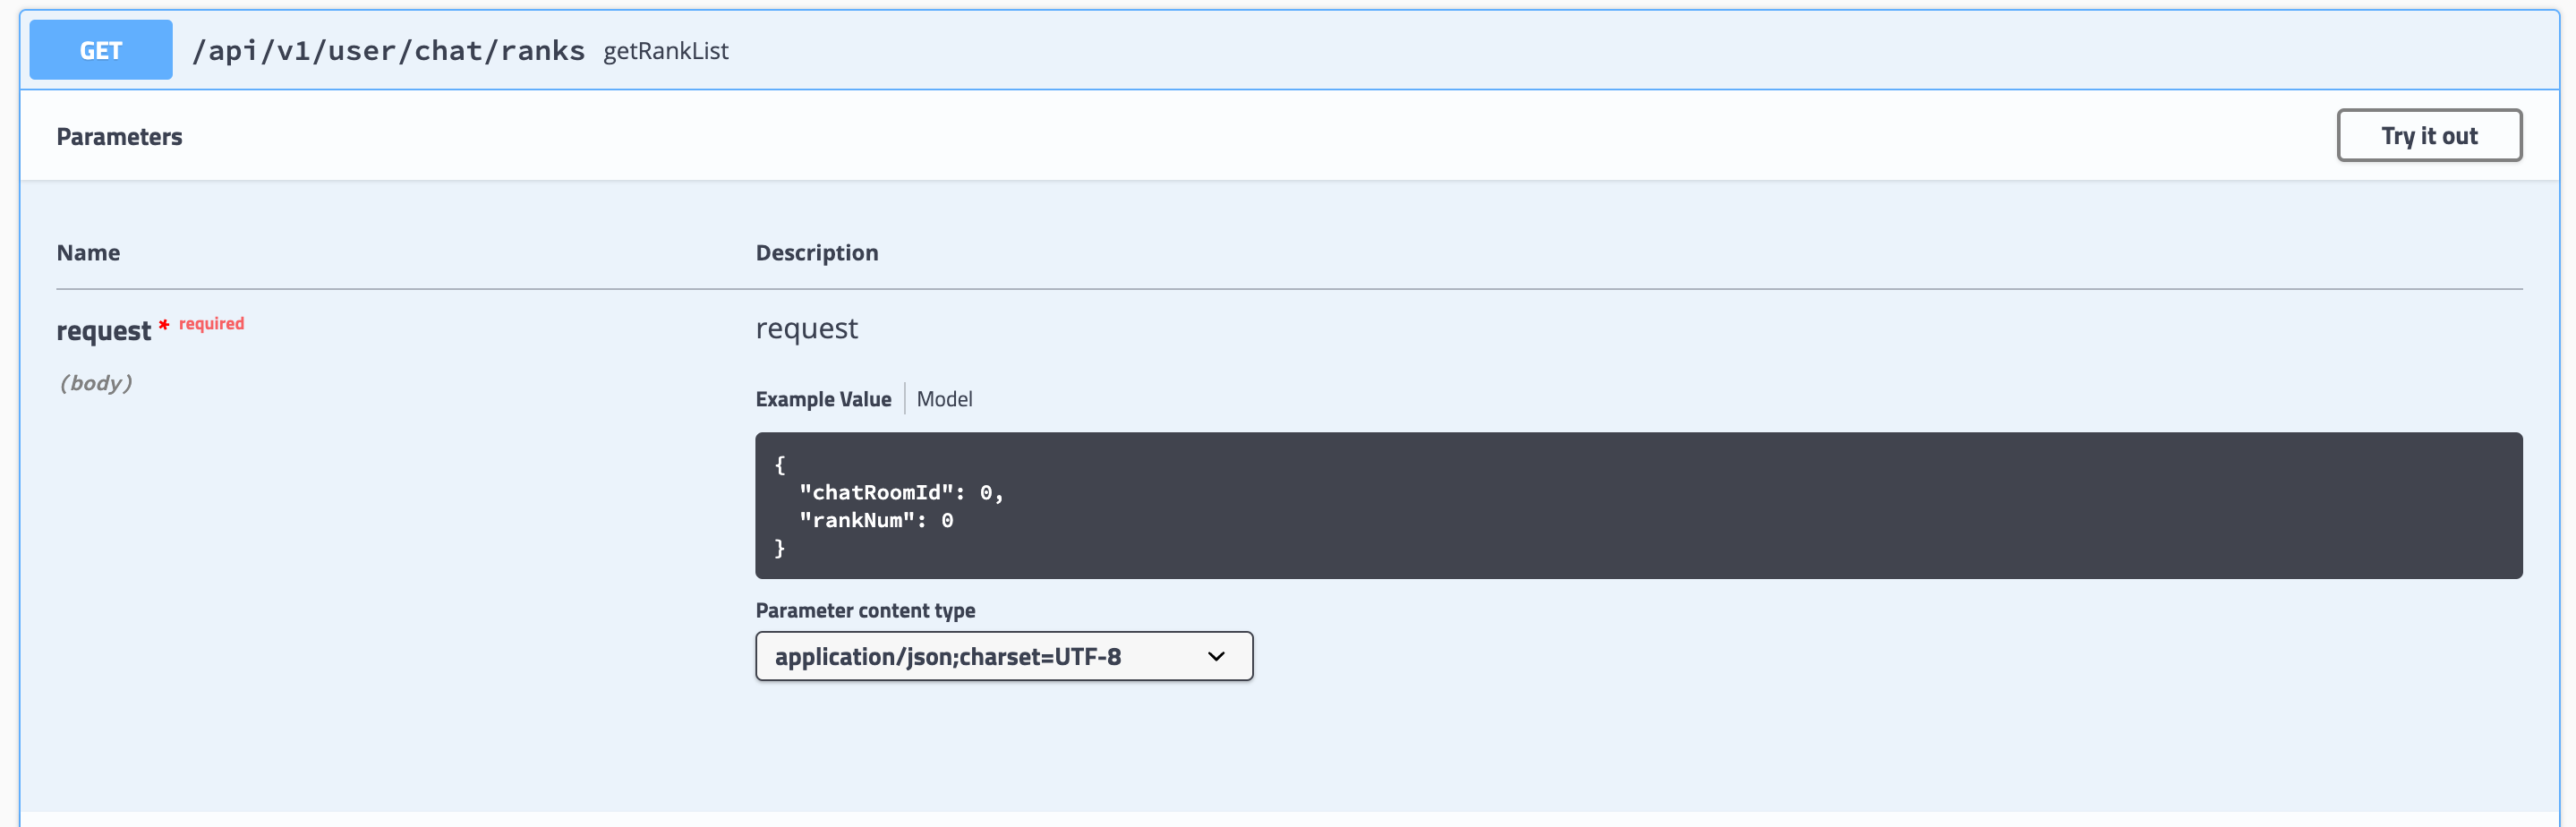 GET /api/v1/user/chat/ranks getRankList
Parameters
Try it out
Name Description
request * required
(body)
request
Example Value Model
{
"chatRoomId": 0,
"rankNum": 0
}
Parameter content type
application/json;charset=UTF-8